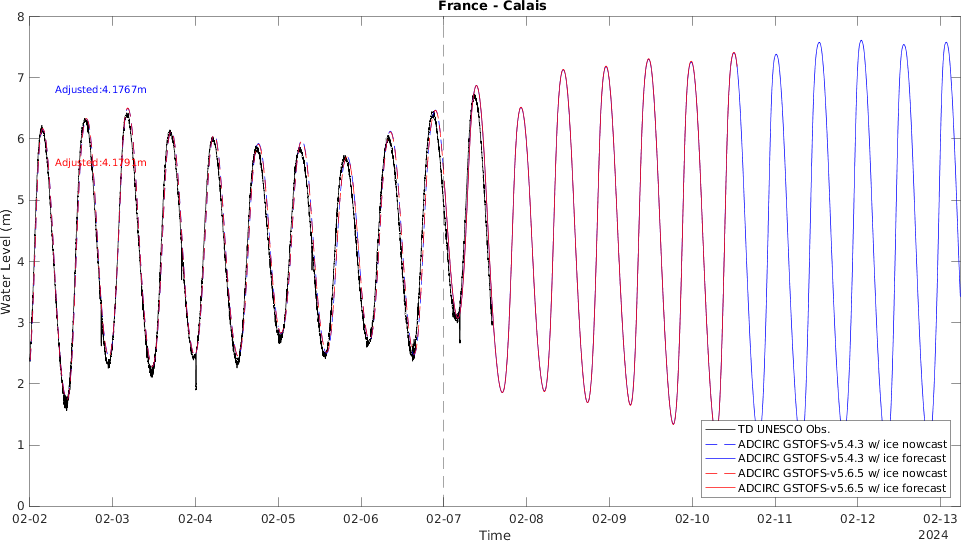 France - Calais
8
7
6
5
4
3
2
1
0
Water Level (m)
Adjusted:4.1767m
Adjusted:4.1791m
TD UNESCO Obs.
ADCIRC GSTOFS-v5.4.3 w/ ice nowcast
ADCIRC GSTOFS-v5.4.3 w/ ice forecast
ADCIRC GSTOFS-v5.6.5 w/ ice nowcast
ADCIRC GSTOFS-v5.6.5 w/ ice forecast
02-02 02-03 02-04 02-05 02-06 02-07 02-08 02-09 02-10 02-11 02-12 02-13
Time
2024